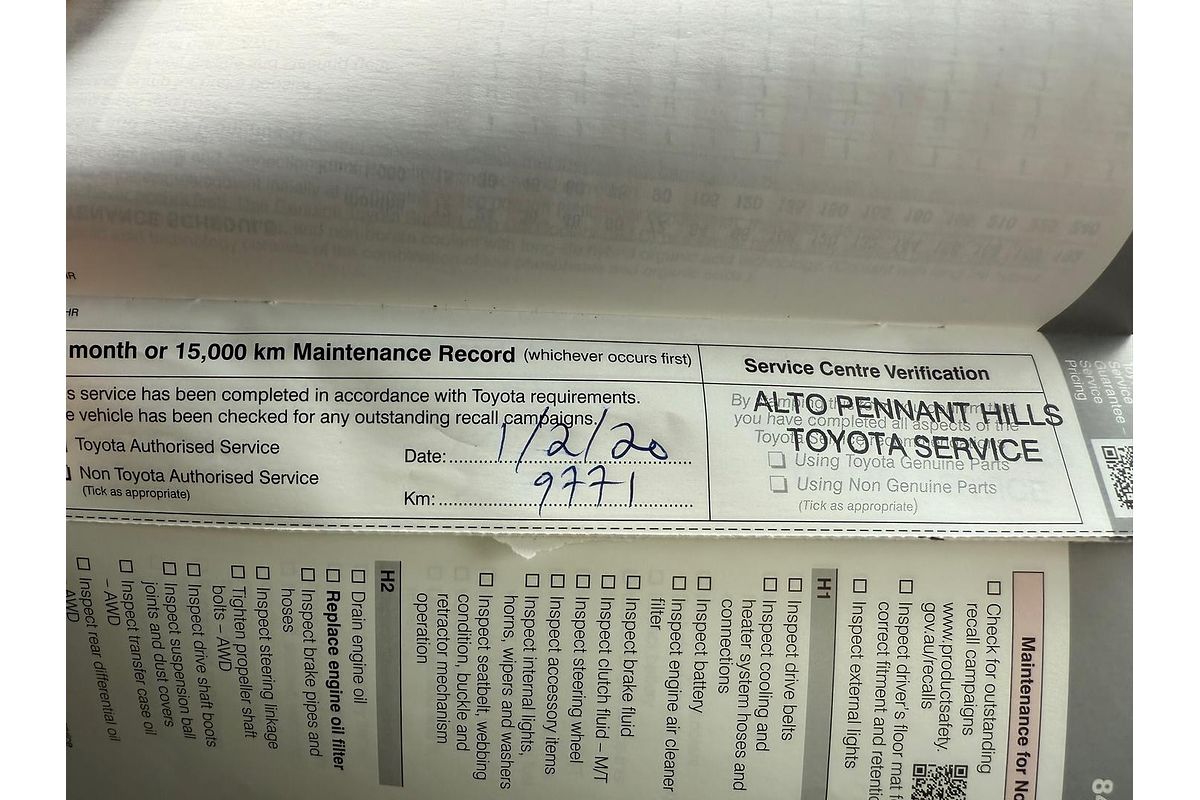 HR
month or 15,000 km Maintenance Record (whichever occurs first)
s service has been completed in accordance with Toyota requirements.
e vehicle has been checked for any outstanding recall campaigns.
Toyota Authorised Service
Non Toyota Authorised Service
(Tick as appropriate)
Date: 1/2/20
Km: 9771
Service Centre Verification
ALTO PENNANT HILLS
TOYOTA SERVICE
you have completed all aspects of the
Using Toyota Genuine Parts
Using Non Genuine Parts
(Tick as appropriate)
Service
Guarantee –
Service
Pricing
Maintenance for No
Check for outstanding
recall campaigns
www.productsafety.
gov.au/recalls
Inspect driver's floor mat f
correct fitment and retentio
Inspect external lights
H1
Inspect drive belts
Inspect cooling and
heater system hoses and
connections
Inspect battery
Inspect engine air cleaner
filter
Inspect brake fluid
Inspect clutch fluid – M/T
Inspect steering wheel
Inspect accessory items
Inspect internal lights,
horns, wipers and washers
Inspect seatbelt, webbing
condition, buckle and
retractor mechanism
operation
H2
Drain engine oil
Replace engine oil filter
Inspect brake pipes and
hoses
Inspect steering linkage
Tighten propeller shaft
bolts – AWD
Inspect drive shaft boots
Inspect suspension ball
joints and dust covers
Inspect transfer case oil
– AWD
Inspect rear differential oil
AWD